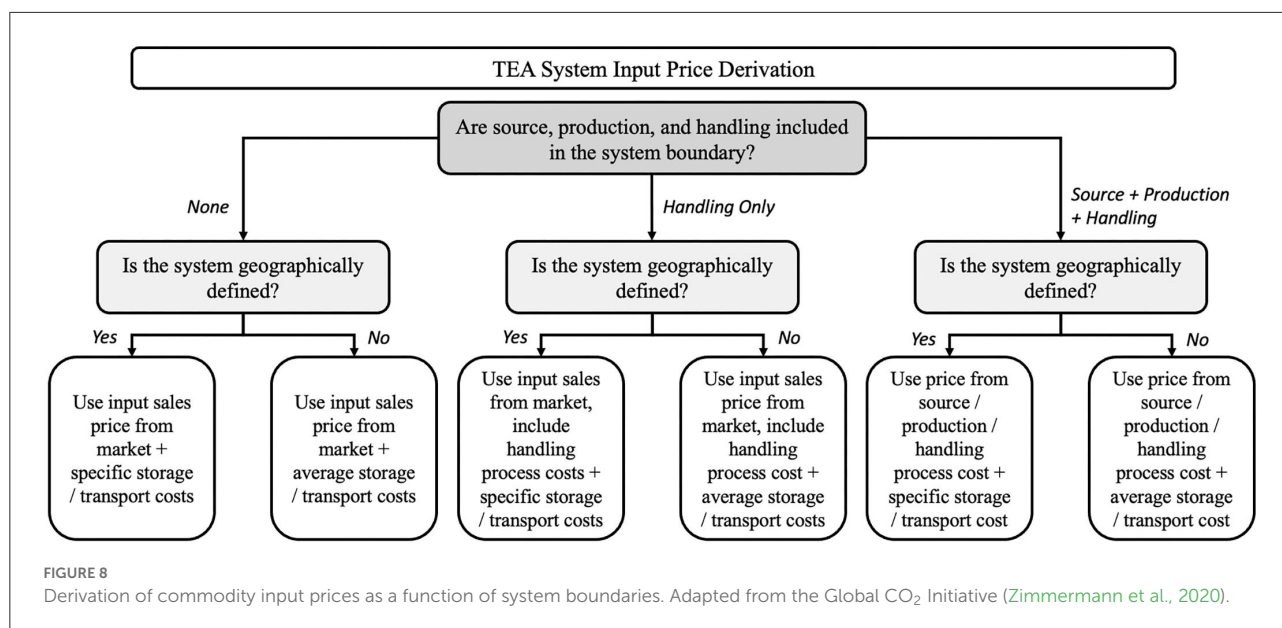 TEA System Input Price Derivation
Are source, production, and handling included
in the system boundary?
None
Handling Only
Source + Production
+ Handling
Is the system geographically
defined?
Is the system geographically
defined?
Is the system geographically
defined?
Yes
No
Yes
No
Yes
No
Use input sales
price from
market +
specific storage
/ transport costs
Use input sales
price from
market +
average storage
/ transport costs
Use input sales
from market,
include
handling
process costs +
specific storage
/ transport costs
Use input sales
price from
market, include
handling
process cost +
average storage
/ transport costs
Use price from
source /
production /
handling
process cost +
specific storage
/ transport cost
Use price from
source /
production /
handling
process cost +
average storage
/ transport cost
FIGURE 8
Derivation of commodity input prices as a function of system boundaries. Adapted from the Global CO₂ Initiative (Zimmermann et al., 2020).